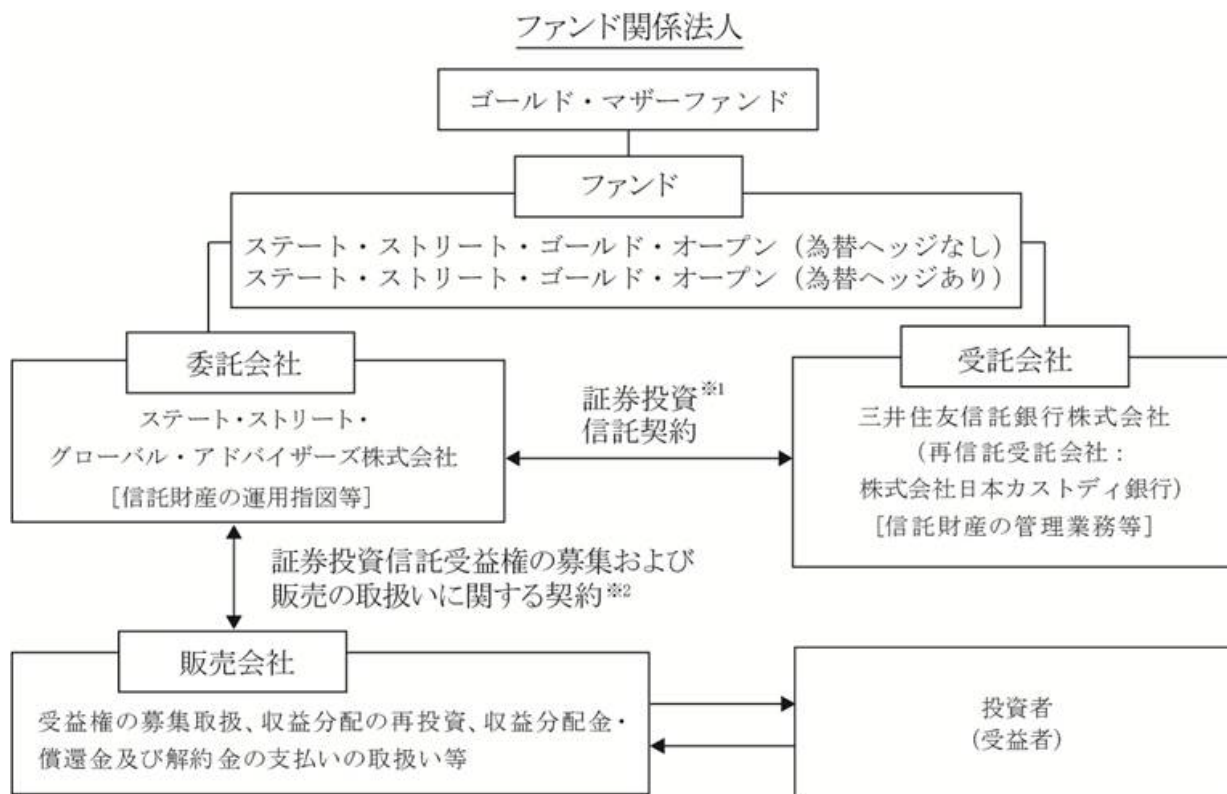 ファンド関係法人
ゴールド・マザーファンド
ファンド
ステート・ストリート・ゴールド・オープン（為替ヘッジなし）
ステート・ストリート・ゴールド・オープン（為替ヘッジあり）
委託会社
ステート・ストリート・
グローバル・アドバイザーズ株式会社
[信託財産の運用指図等]
証券投資※1
信託契約
受託会社
三井住友信託銀行株式会社
（再信託受託会社：
株式会社日本カストディ銀行）
[信託財産の管理業務等]
証券投資信託受益権の募集および
販売の取扱いに関する契約※2
販売会社
受益権の募集取扱、収益分配の再投資、収益分配金・
償還金及び解約金の支払いの取扱い等
投資者
（受益者）